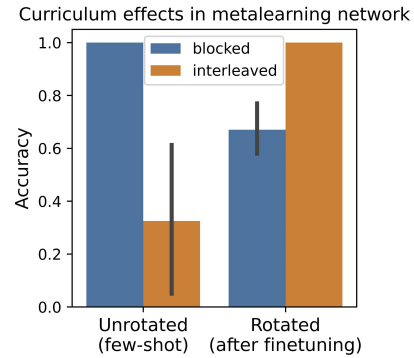 Curriculum effects in metalearning network
blocked
interleaved
Accuracy
1.0
0.8
0.6
0.4
0.2
0.0
Unrotated
(few-shot)
Rotated
(after finetuning)